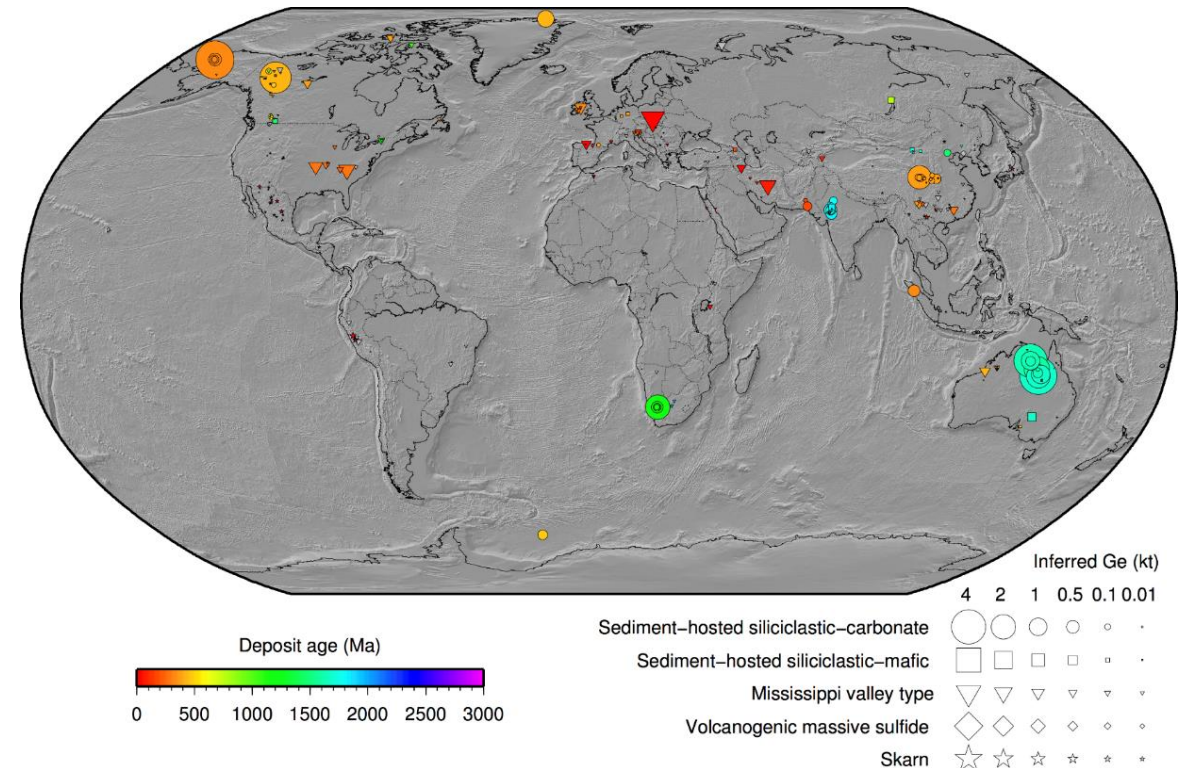 Inferred Ge (kt)
4 2 1 0.5 0.1 0.01
Sediment−hosted siliciclastic−carbonate
Sediment−hosted siliciclastic−mafic
Mississippi valley type
Volcanogenic massive sulfide
Skarn
Deposit age (Ma)
0 500 1000 1500 2000 2500 3000